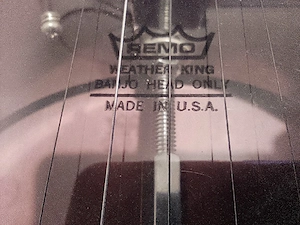 REMO
WEATHER KING
BANJO HEAD ONLY
MADE IN U.S.A.